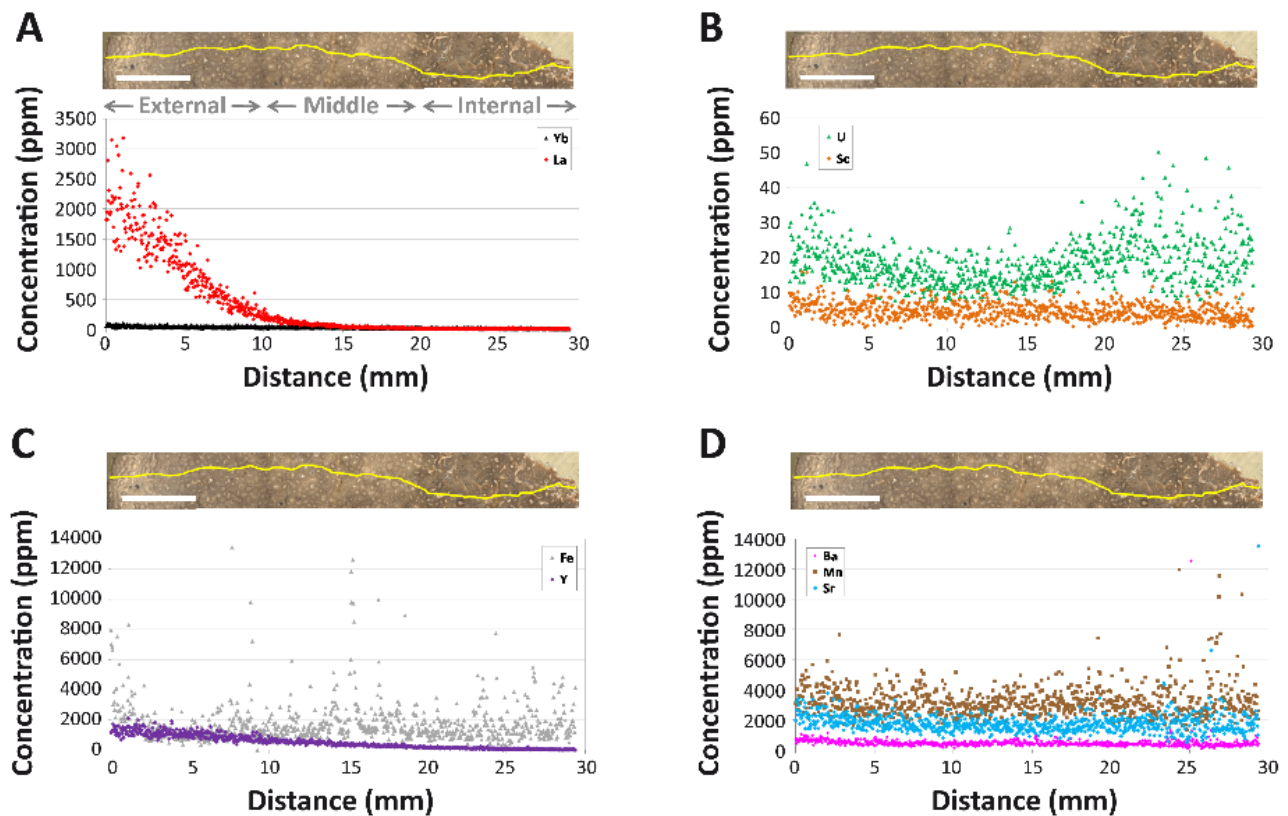 A
External
Middle
Internal
Concentration (ppm)
3500
3000
2500
2000
1500
1000
500
0
Yb
La
0 5 10 15 20 25 30
Distance (mm)
B
Concentration (ppm)
60
50
40
30
20
10
0
U
Sc
0 5 10 15 20 25 30
Distance (mm)
C
Concentration (ppm)
14000
12000
10000
8000
6000
4000
2000
0
Fe
Y
0 5 10 15 20 25 30
Distance (mm)
D
Concentration (ppm)
14000
12000
10000
8000
6000
4000
2000
0
Ba
Mn
Sr
0 5 10 15 20 25 30
Distance (mm)